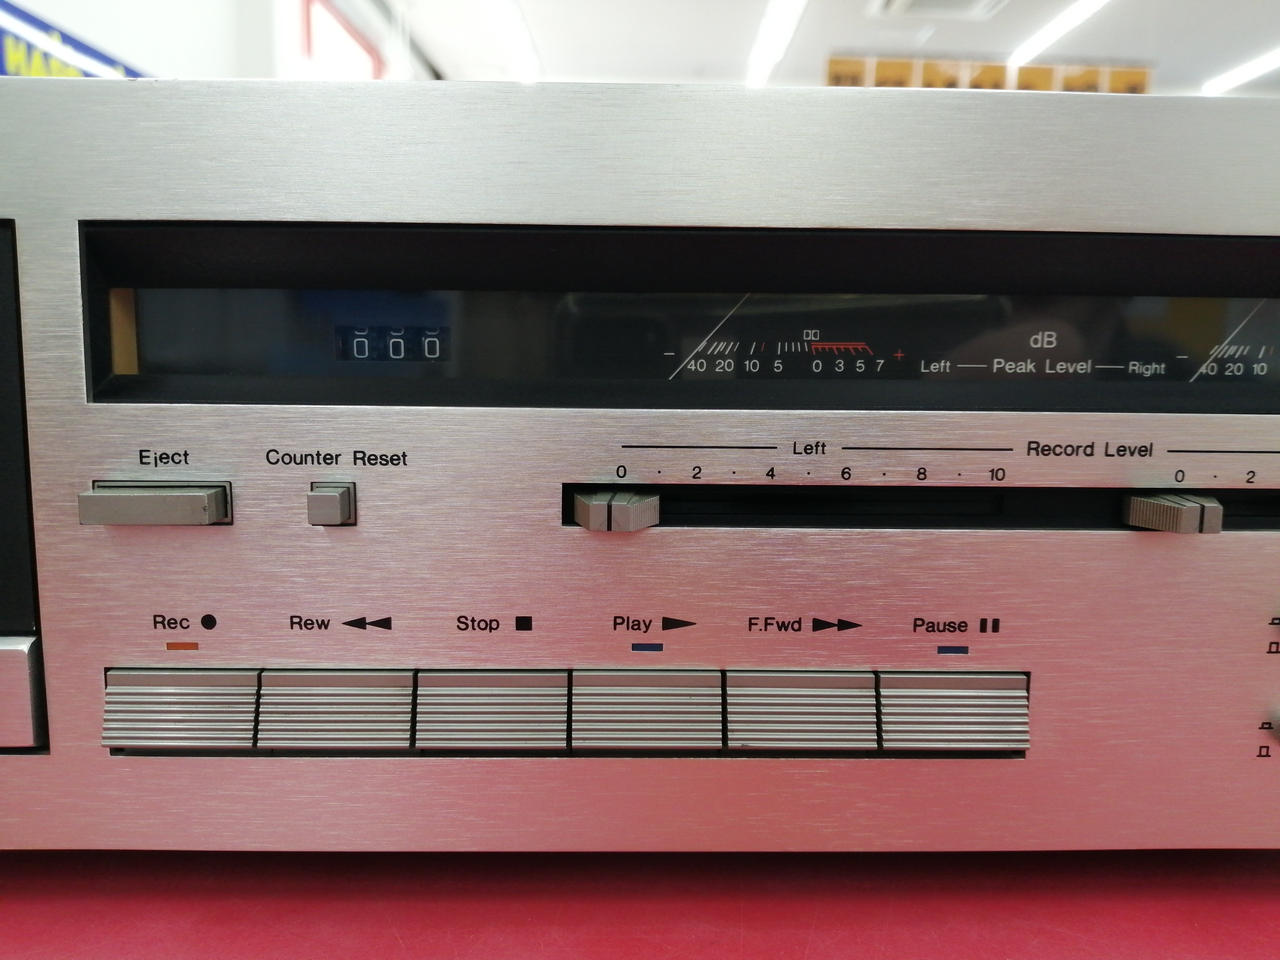 000
- 40 20 10 5 0 3 5 7 +
dB
Left Peak Level Right
- 40 20 10
Eject
Counter Reset
Left
Record Level
0 · 2 · 4 · 6 · 8 · 10
0 · 2
Rec ●
Rew ◀◀
Stop ■
Play ▶
F.Fwd ▶▶
Pause ▮▮